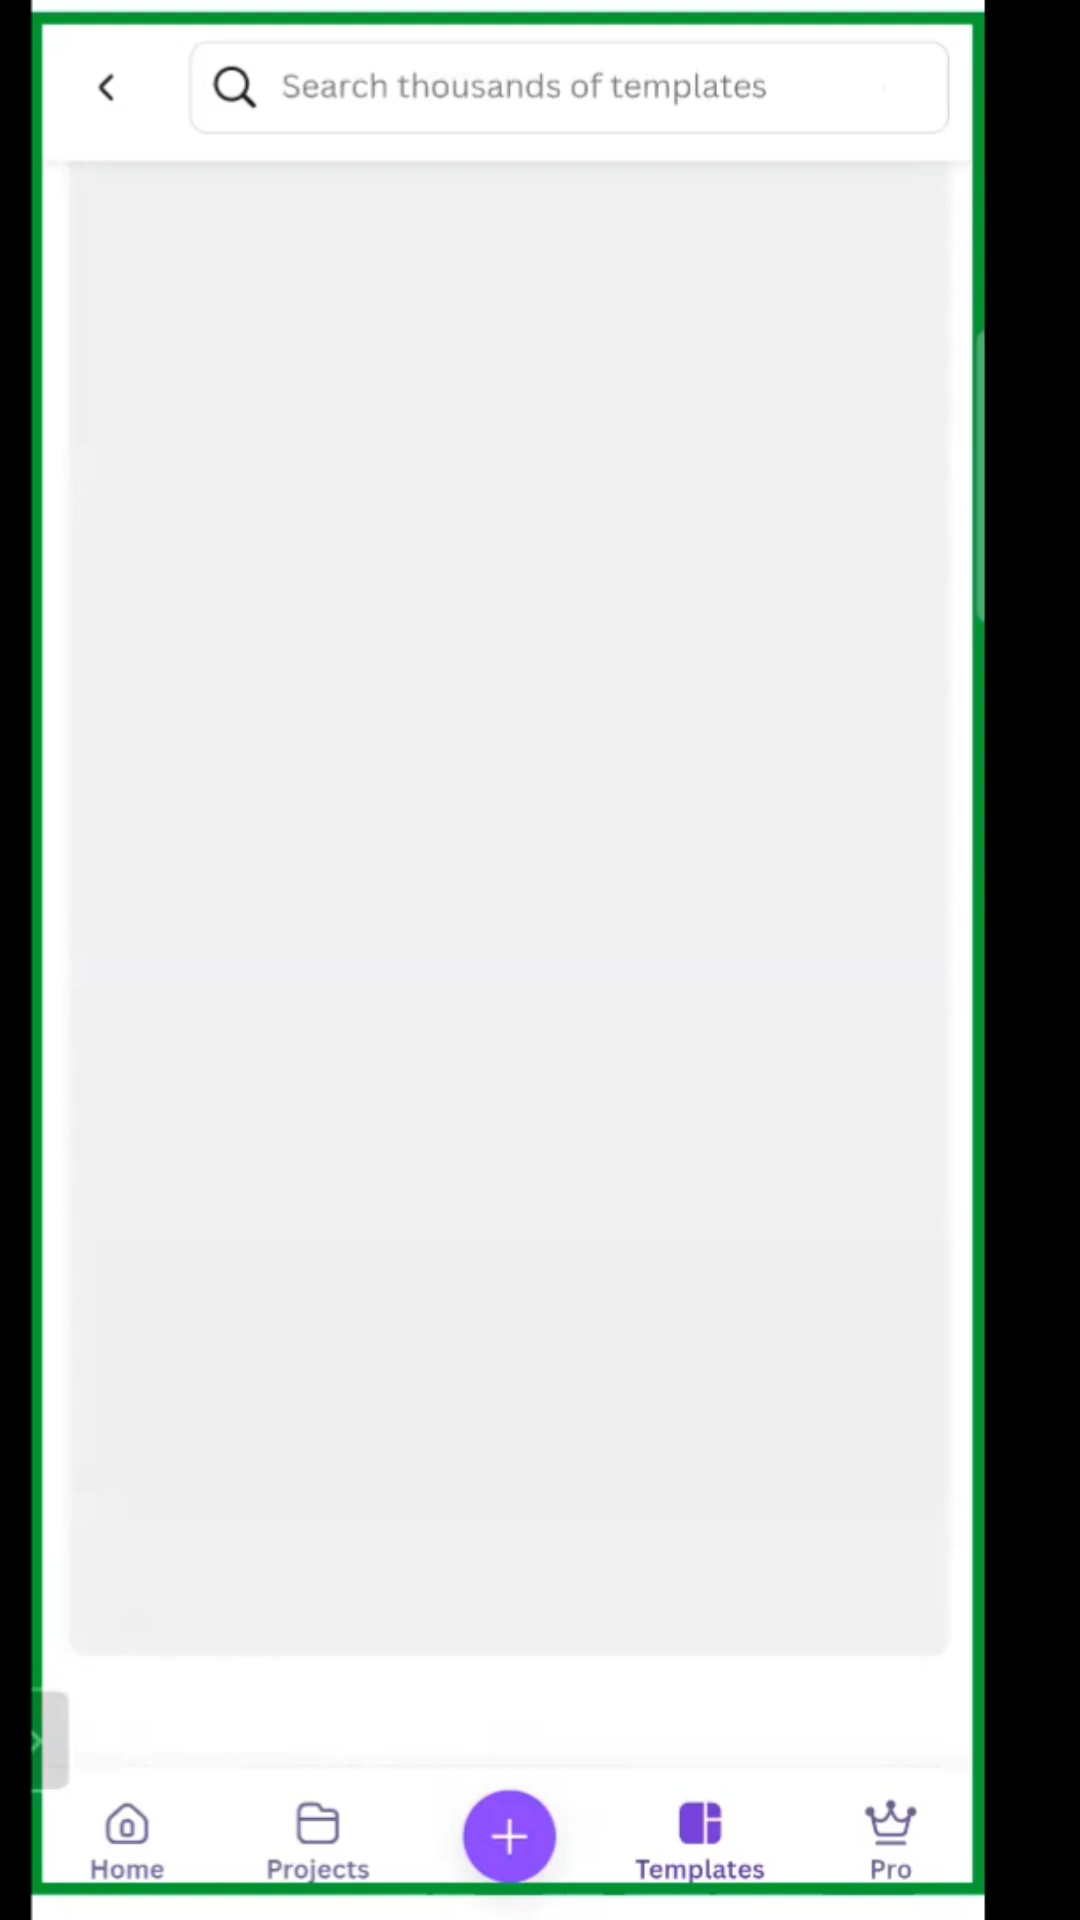 Search thousands of templates
Home
Projects
Templates
Pro